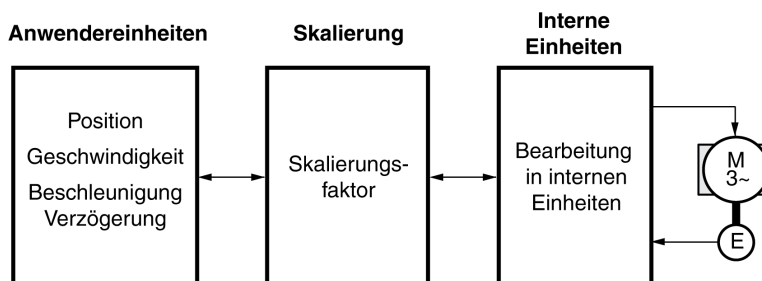 Anwendereinheiten
Skalierung
Interne
Einheiten
Position
Geschwindigkeit
Beschleunigung
Verzögerung
Skalierungs-
faktor
Bearbeitung
in internen
Einheiten
M
3~
E